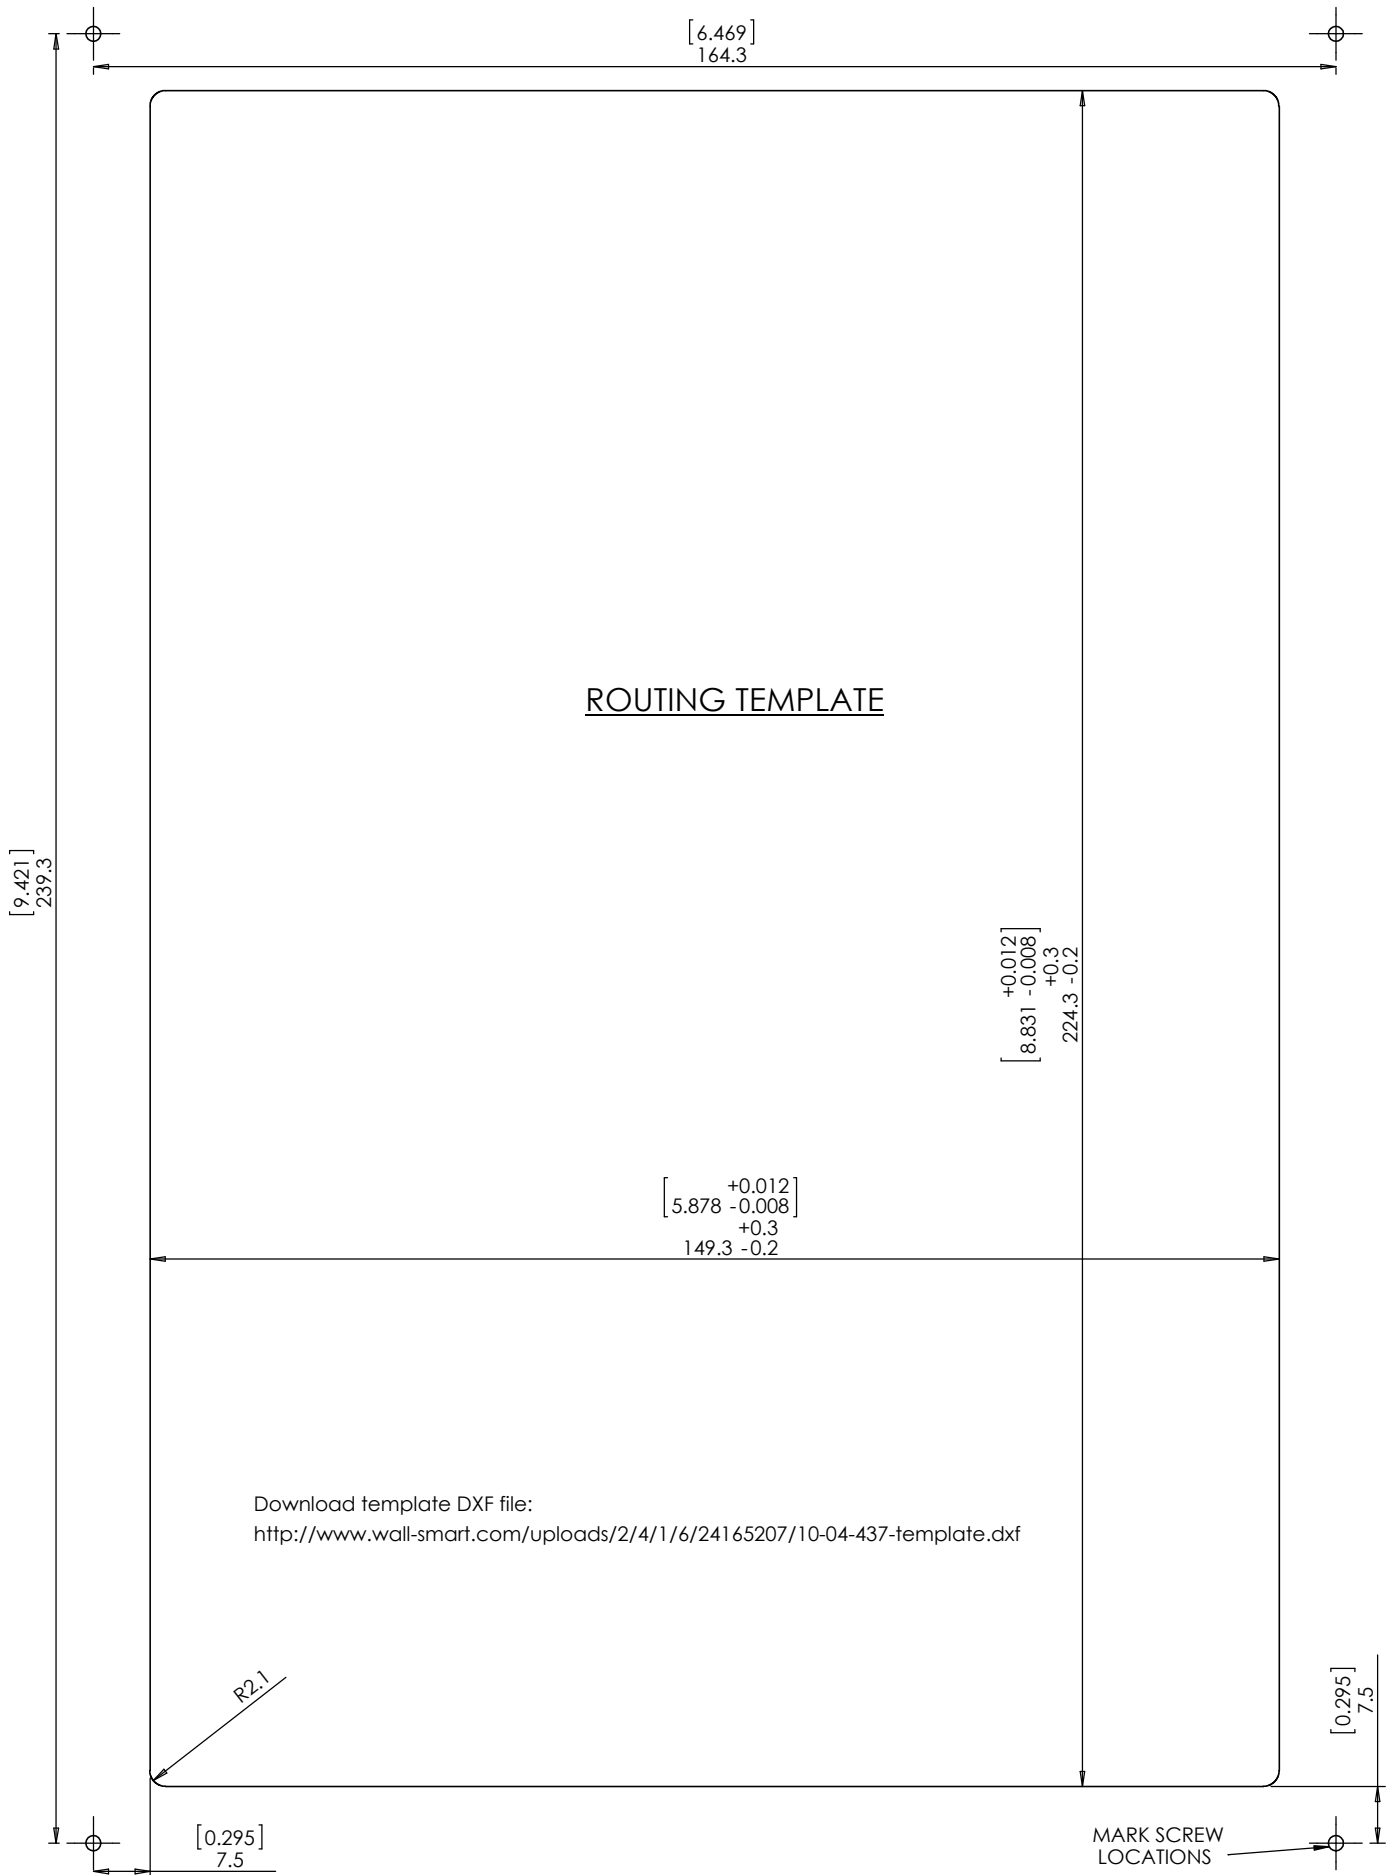 [6.469]
164.3
ROUTING TEMPLATE
[9.421]
239.3
+0.012
[8.831 -0.008]
+0.3
224.3 -0.2
+0.012
[5.878 -0.008]
+0.3
149.3 -0.2
Download template DXF file:
http://www.wall-smart.com/uploads/2/4/1/6/24165207/10-04-437-template.dxf
R2.1
[0.295]
7.5
[0.295]
7.5
MARK SCREW
LOCATIONS